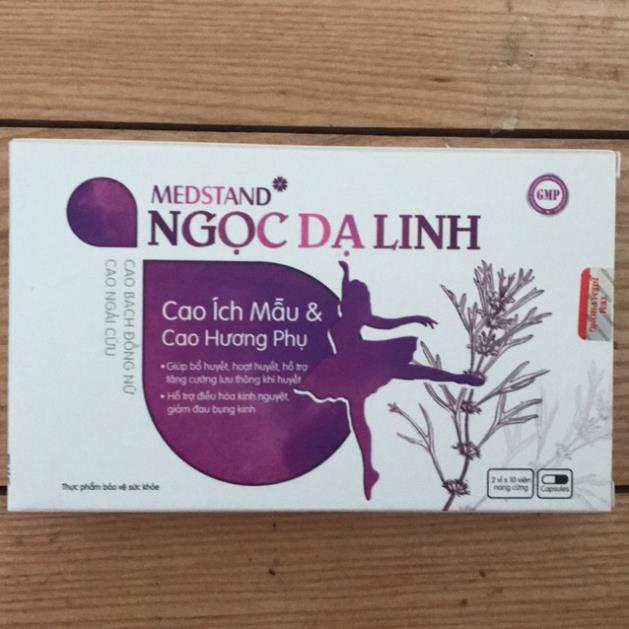 MEDSTAND
NGỌC DẠ LINH
GMP
CAO BẠCH ĐỒNG NỮ
CAO NGẢI CỨU
Cao Ích Mẫu &
Cao Hương Phụ
• Giúp bổ huyết, hoạt huyết, hỗ trợ
tăng cường lưu thông khí huyết
• Hỗ trợ điều hòa kinh nguyệt,
giảm đau bụng kinh
Thực phẩm bảo vệ sức khỏe
2 vỉ x 10 viên
nang cứng
Capsules